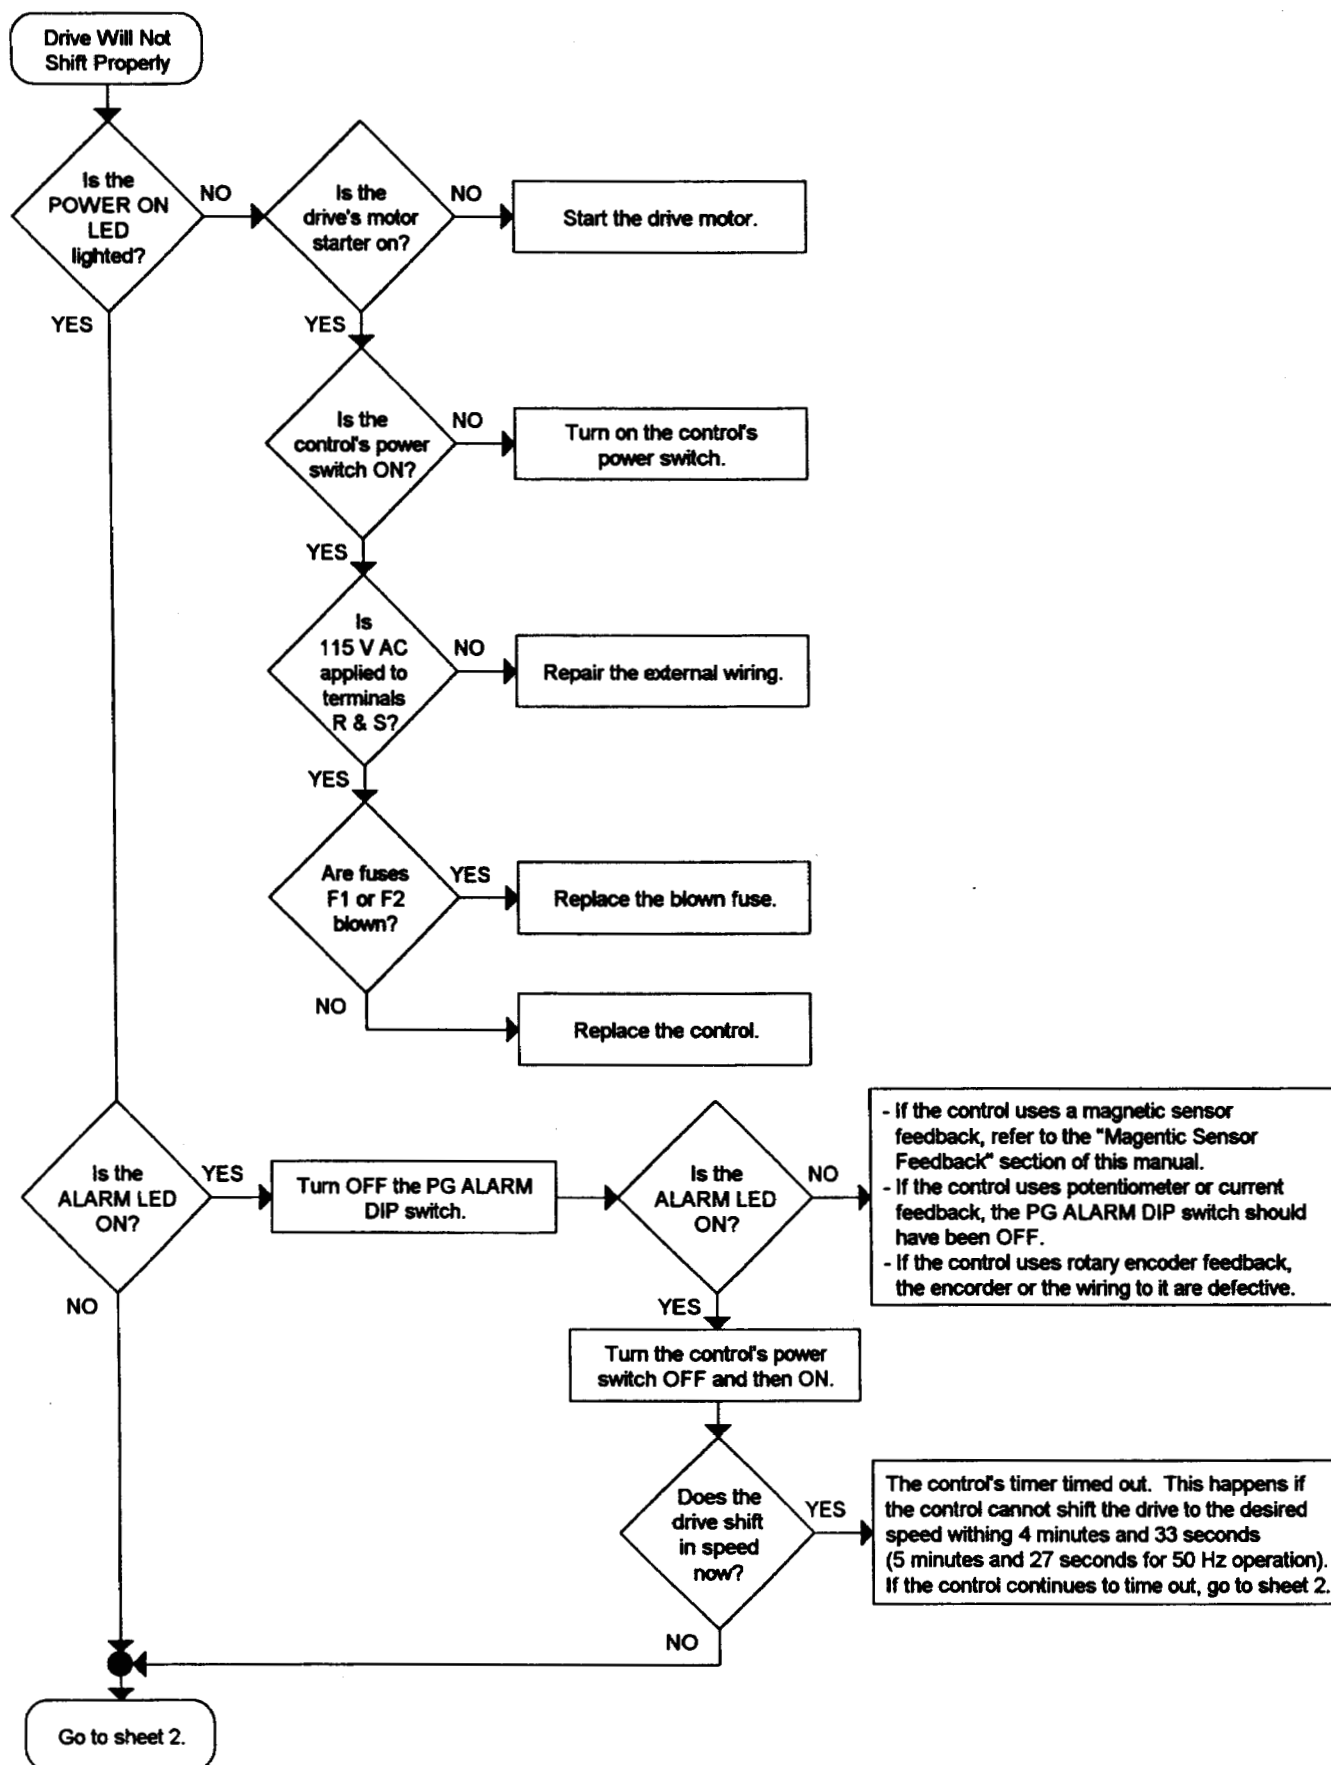 Drive Will Not
Shift Properly
Is the
POWER ON
LED
lighted?
NO
YES
Is the
drive's motor
starter on?
NO
Start the drive motor.
YES
Is the
control's power
switch ON?
NO
Turn on the control's
power switch.
YES
Is
115 V AC
applied to
terminals
R & S?
NO
Repair the external wiring.
YES
Are fuses
F1 or F2
blown?
YES
Replace the blown fuse.
NO
Replace the control.
Is the
ALARM LED
ON?
YES
Turn OFF the PG ALARM
DIP switch.
Is the
ALARM LED
ON?
NO
- If the control uses a magnetic sensor
feedback, refer to the "Magentic Sensor
Feedback" section of this manual.
- If the control uses potentiometer or current
feedback, the PG ALARM DIP switch should
have been OFF.
- If the control uses rotary encoder feedback,
the encorder or the wiring to it are defective.
NO
YES
Turn the control's power
switch OFF and then ON.
Does the
drive shift
in speed
now?
YES
The control's timer timed out. This happens if
the control cannot shift the drive to the desired
speed withing 4 minutes and 33 seconds
(5 minutes and 27 seconds for 50 Hz operation).
If the control continues to time out, go to sheet 2.
NO
Go to sheet 2.